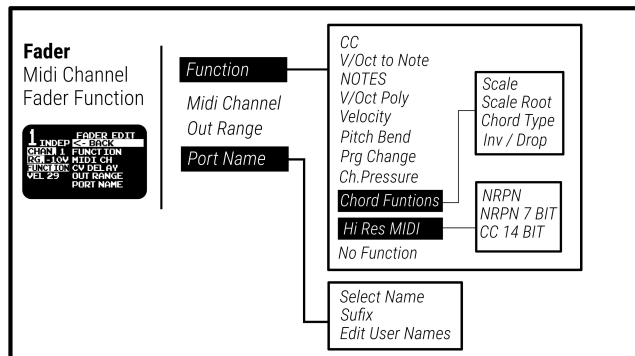 Fader
Midi Channel
Fader Function
1 INDEP
FADER EDIT
<- BACK
CHAN. 1 FUNCTION
RG.-10V MIDI CH
FUNCTION CV DELAY
VEL 29 OUT RANGE
PORT NAME
Function
Midi Channel
Out Range
Port Name
CC
V/Oct to Note
NOTES
V/Oct Poly
Velocity
Pitch Bend
Prg Change
Ch.Pressure
Chord Funtions
Hi Res MIDI
No Function
Scale
Scale Root
Chord Type
Inv / Drop
NRPN
NRPN 7 BIT
CC 14 BIT
Select Name
Sufix
Edit User Names